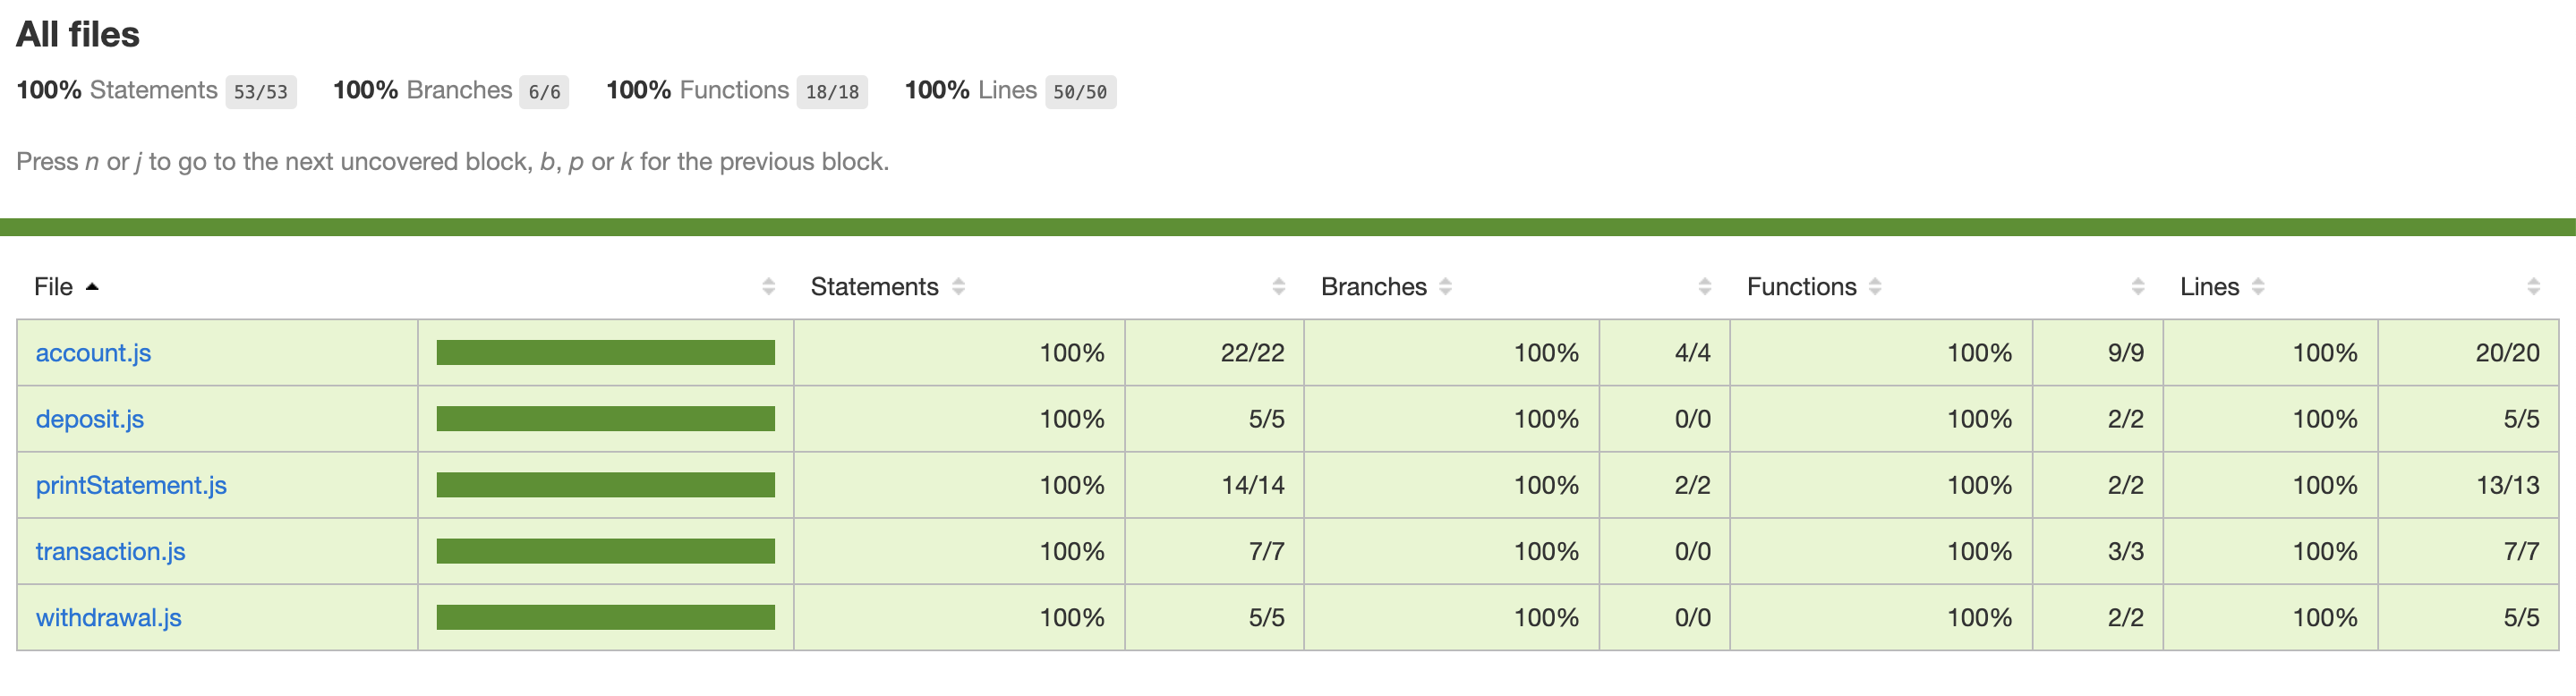 All files
100% Statements 53/53 100% Branches 6/6 100% Functions 18/18 100% Lines 50/50
Press n or j to go to the next uncovered block, b, p or k for the previous block.
File Statements Branches Functions Lines
account.js 100% 22/22 100% 4/4 100% 9/9 100% 20/20
deposit.js 100% 5/5 100% 0/0 100% 2/2 100% 5/5
printStatement.js 100% 14/14 100% 2/2 100% 2/2 100% 13/13
transaction.js 100% 7/7 100% 0/0 100% 3/3 100% 7/7
withdrawal.js 100% 5/5 100% 0/0 100% 2/2 100% 5/5